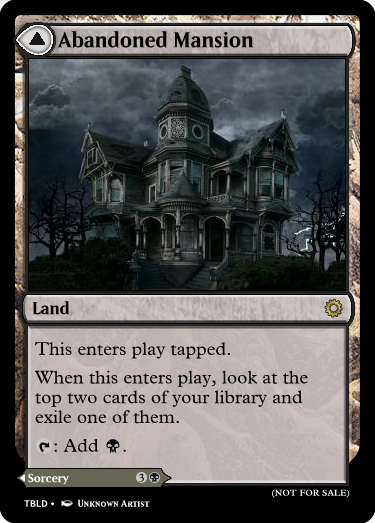 Abandoned Mansion
Land
This enters play tapped.
When this enters play, look at the
top two cards of your library and
exile one of them.
: Add .
Sorcery 3
(NOT FOR SALE)
TBLD • Unknown Artist